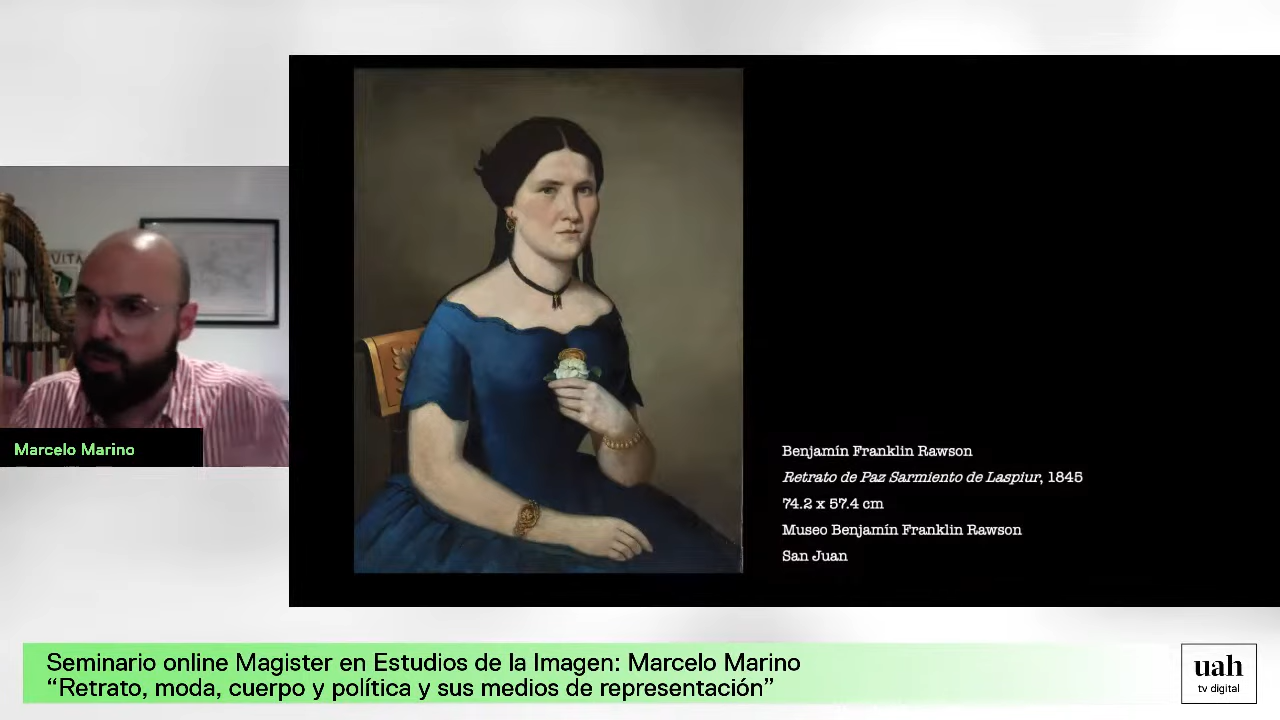 VITA
Marcelo Marino
Benjamín Franklin Rawson
Retrato de Paz Sarmiento de Laspiur, 1845
74.2 x 57.4 cm
Museo Benjamín Franklin Rawson
San Juan
Seminario online Magister en Estudios de la Imagen: Marcelo Marino
“Retrato, moda, cuerpo y política y sus medios de representación”
uah
tv digital